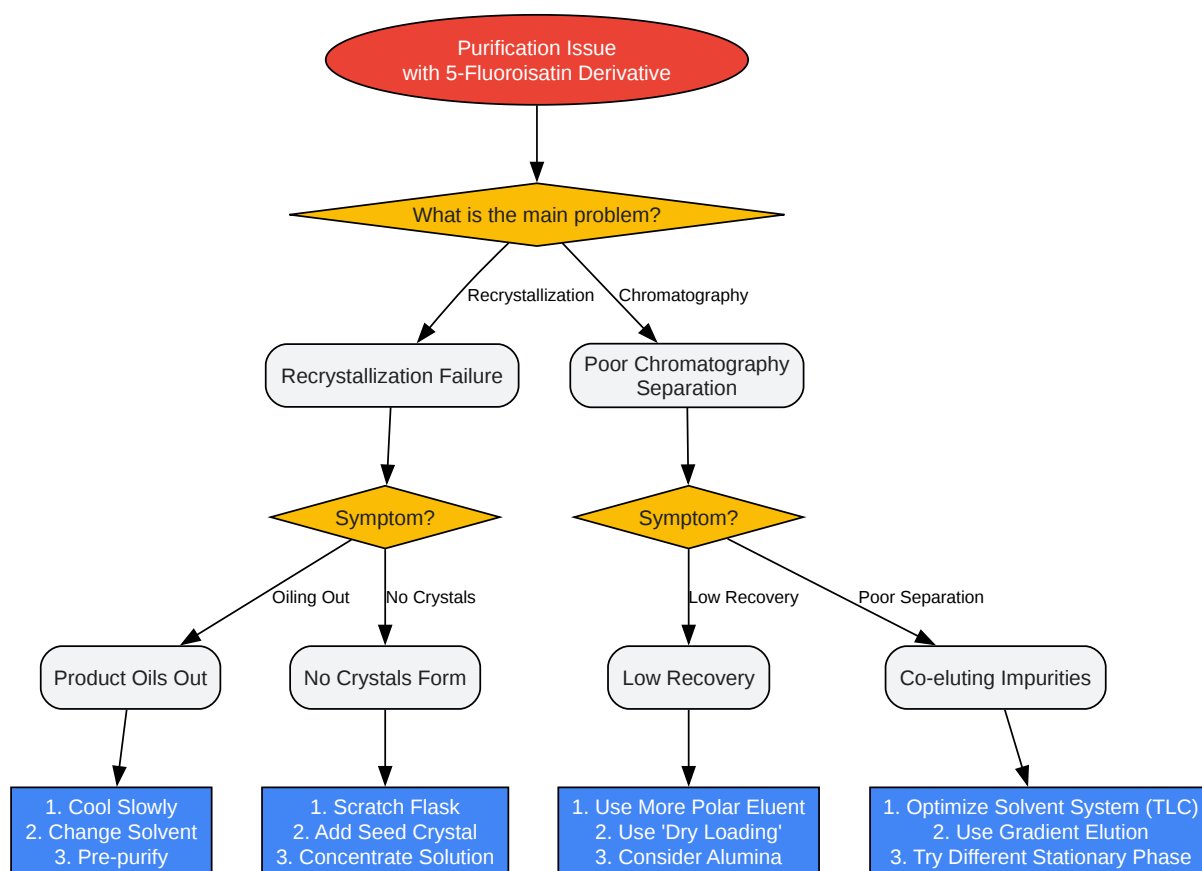 Purification Issue
with 5-Fluoroisatin Derivative
What is the main problem?
Recrystallization
Chromatography
Recrystallization Failure
Poor Chromatography
Separation
Symptom?
Symptom?
Oiling Out
No Crystals
Low Recovery
Poor Separation
Product Oils Out
No Crystals Form
Low Recovery
Co-eluting Impurities
1. Cool Slowly
2. Change Solvent
3. Pre-purify
1. Scratch Flask
2. Add Seed Crystal
3. Concentrate Solution
1. Use More Polar Eluent
2. Use 'Dry Loading'
3. Consider Alumina
1. Optimize Solvent System (TLC)
2. Use Gradient Elution
3. Try Different Stationary Phase